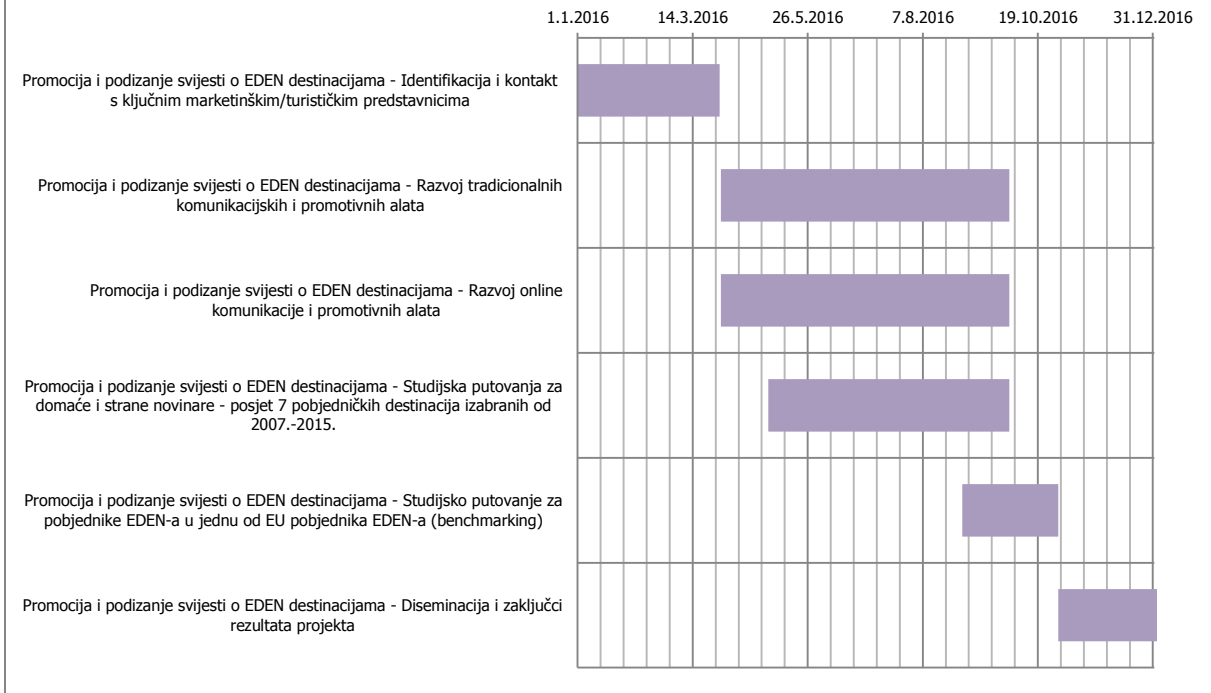 1.1.2016 14.3.2016 26.5.2016 7.8.2016 19.10.2016 31.12.2016
Promocija i podizanje svijesti o EDEN destinacijama - Identifikacija i kontakt
s ključnim marketinškim/turističkim predstavnicima
Promocija i podizanje svijesti o EDEN destinacijama - Razvoj tradicionalnih
komunikacijskih i promotivnih alata
Promocija i podizanje svijesti o EDEN destinacijama - Razvoj online
komunikacije i promotivnih alata
Promocija i podizanje svijesti o EDEN destinacijama - Studijska putovanja za
domaće i strane novinare - posjet 7 pobjedničkih destinacija izabranih od
2007.-2015.
Promocija i podizanje svijesti o EDEN destinacijama - Studijsko putovanje za
pobjednike EDEN-a u jednu od EU pobjednika EDEN-a (benchmarking)
Promocija i podizanje svijesti o EDEN destinacijama - Diseminacija i zaključci
rezultata projekta